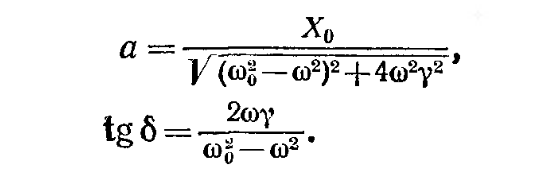 a = X₀ / √((ω₀² − ω²)² + 4ω²γ²),
tg δ = 2ωγ / (ω₀² − ω²).